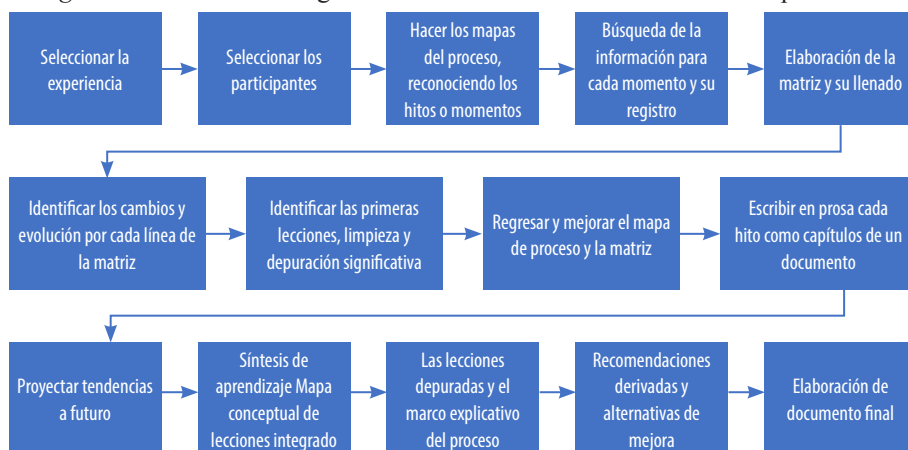 Seleccionar la
experiencia
Seleccionar los
participantes
Hacer los mapas
del proceso,
reconociendo los
hitos o momentos
Búsqueda de la
información para
cada momento y su
registro
Elaboración de la
matriz y su llenado
Identificar los cambios y
evolución por cada línea de
la matriz
Identificar las primeras
lecciones, limpieza y
depuración significativa
Regresar y mejorar el mapa
de proceso y la matriz
Escribir en prosa cada
hito como capítulos de un
documento
Proyectar tendencias
a futuro
Síntesis de
aprendizaje Mapa
conceptual de
lecciones integrado
Las lecciones
depuradas y el
marco explicativo
del proceso
Recomendaciones
derivadas y
alternativas de
mejora
Elaboración de
documento final